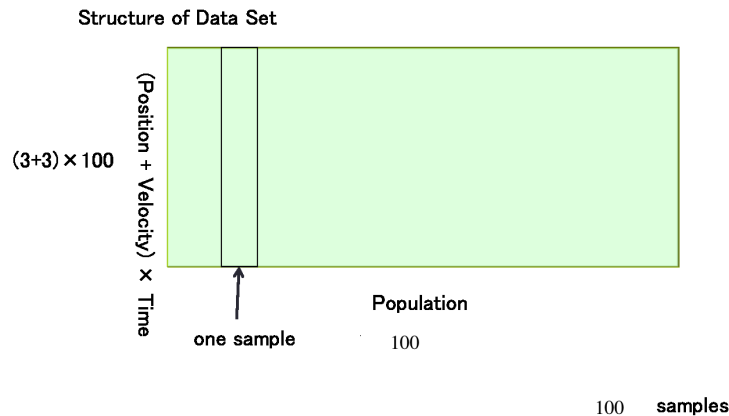 Structure of Data Set
(3+3)×100
(Position + Velocity) × Time
Population
one sample
100
100 samples